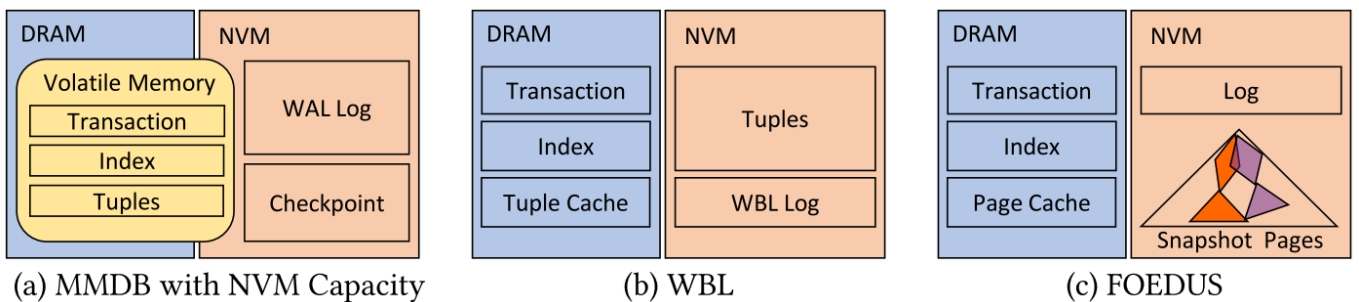 DRAM
NVM
Volatile Memory
Transaction
Index
Tuples
WAL Log
Checkpoint
(a) MMDB with NVM Capacity
DRAM
NVM
Transaction
Index
Tuple Cache
Tuples
WBL Log
(b) WBL
DRAM
NVM
Transaction
Index
Page Cache
Log
Snapshot Pages
(c) FOEDUS